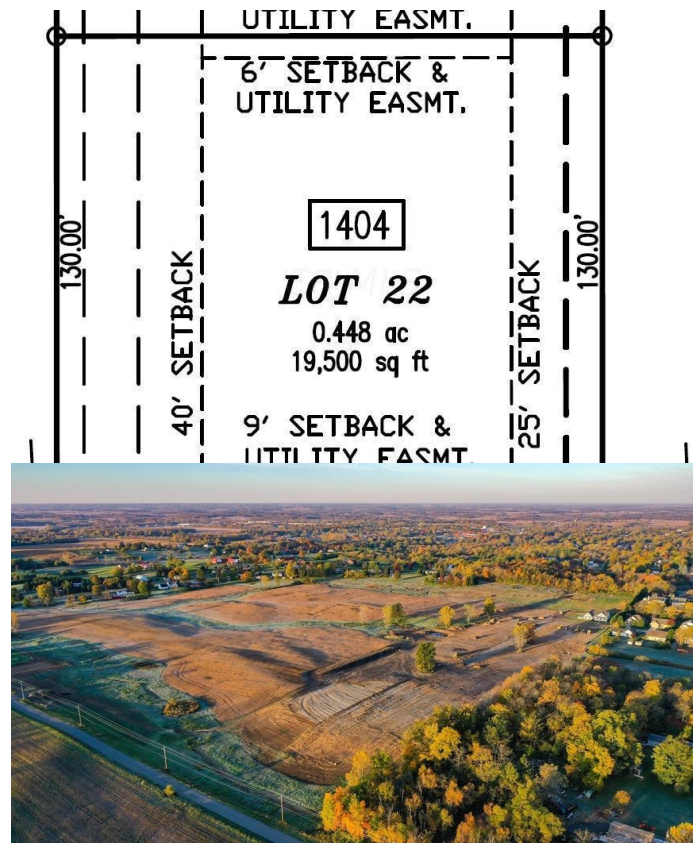 UTILITY EASMT.
6' SETBACK &
UTILITY EASMT.
130.00'
40' SETBACK
1404
LOT 22
0.448 ac
19,500 sq ft
25' SETBACK
130.00'
9' SETBACK &
UTILITY EASMT.